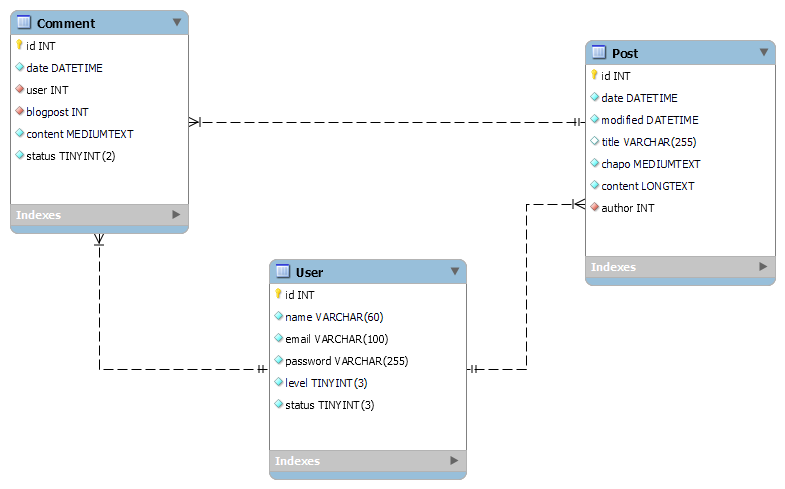 Comment
id INT
date DATETIME
user INT
blogpost INT
content MEDIUMTEXT
status TINYINT(2)
Indexes
Post
id INT
date DATETIME
modified DATETIME
title VARCHAR(255)
chapo MEDIUMTEXT
content LONGTEXT
author INT
Indexes
User
id INT
name VARCHAR(60)
email VARCHAR(100)
password VARCHAR(255)
level TINYINT(3)
status TINYINT(3)
Indexes